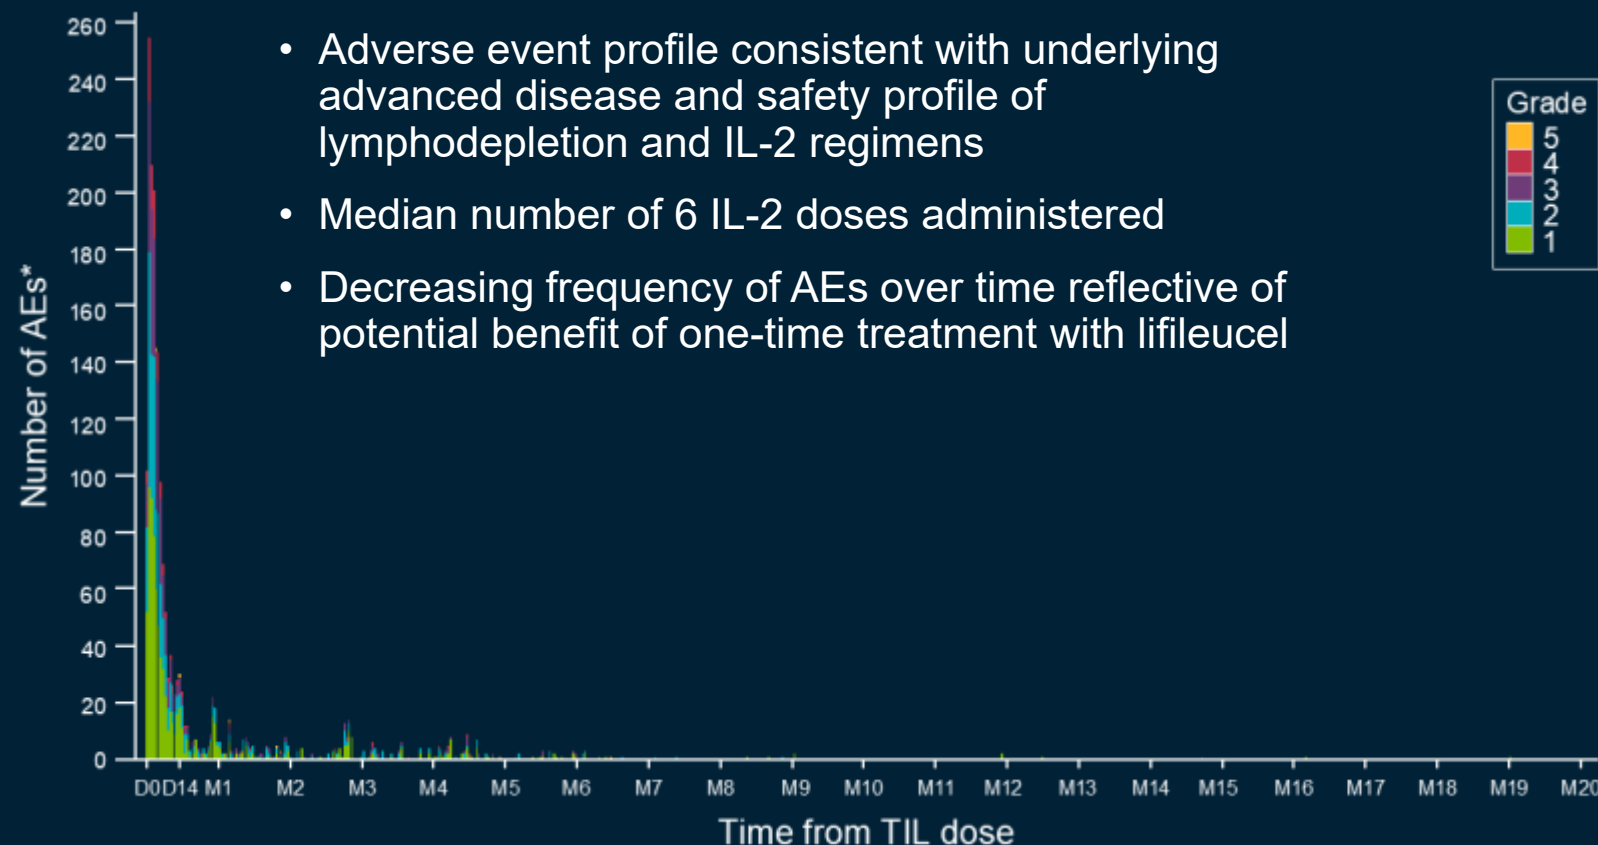 • Adverse event profile consistent with underlying
advanced disease and safety profile of
lymphodepletion and IL-2 regimens
• Median number of 6 IL-2 doses administered
• Decreasing frequency of AEs over time reflective of
potential benefit of one-time treatment with lifileucel
Grade
5
4
3
2
1
Number of AEs*
260
240
220
200
180
160
140
120
100
80
60
40
20
0
D0 D14 M1 M2 M3 M4 M5 M6 M7 M8 M9 M10 M11 M12 M13 M14 M15 M16 M17 M18 M19 M20
Time from TIL dose